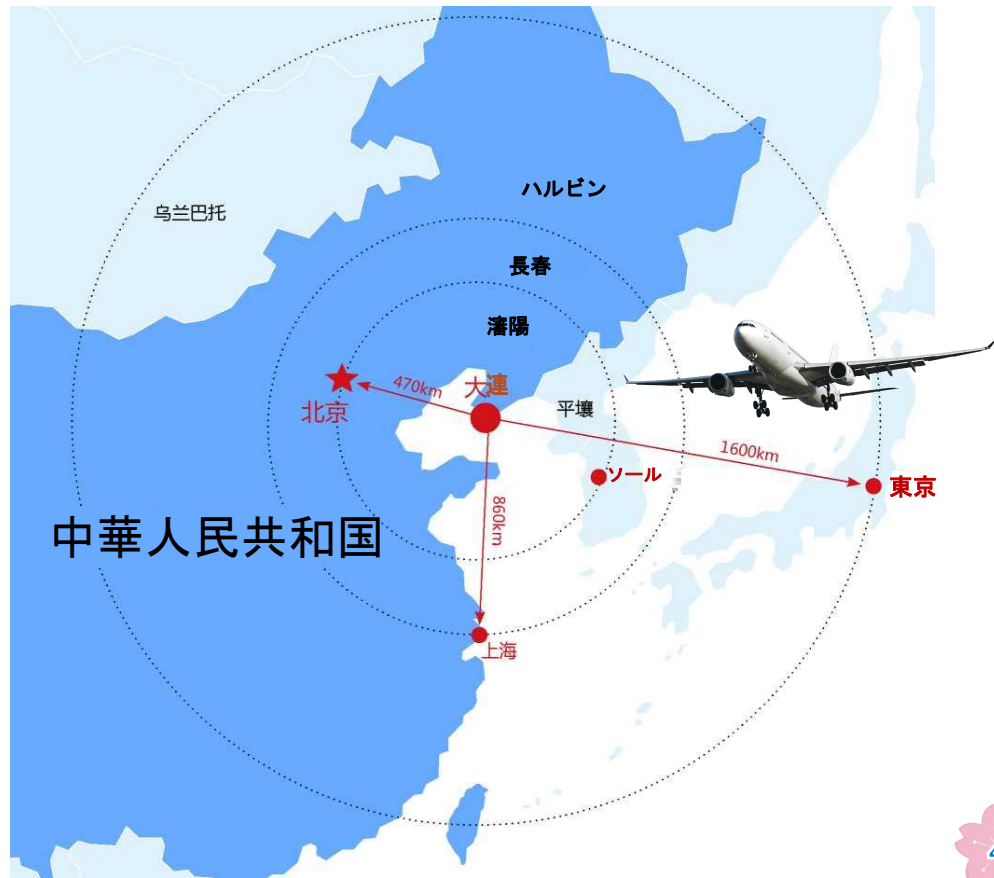 ハルビン
乌兰巴托
長春
瀋陽
470km
大連
北京
平壤
1600km
ソール
東京
860km
中華人民共和国
上海